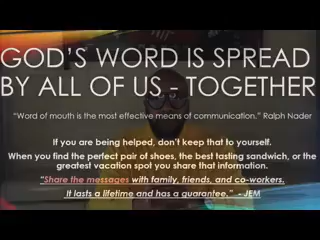 GOD'S WORD IS SPREAD
BY ALL OF US - TOGETHER
"Word of mouth is the most effective means of communication." Ralph Nader
If you are being helped, don't keep that to yourself.
When you find the perfect pair of shoes, the best tasting sandwich, or the
greatest vacation spot you share that information.
"Share the messages with family, friends, and co-workers.
It lasts a lifetime and has a guarantee." - JEM